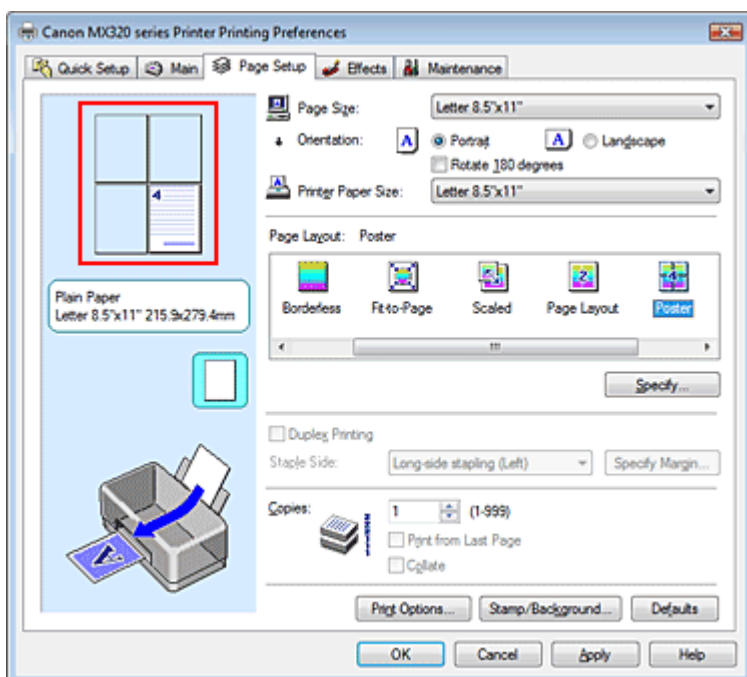 Canon MX320 series Printer Printing Preferences
Quick Setup Main Page Setup Effects Maintenance
Page Size: Letter 8.5"x11"
Orientation: A Portrait A Landscape
Rotate 180 degrees
Printer Paper Size: Letter 8.5"x11"
4
Page Layout: Poster
Plain Paper
Letter 8.5"x11" 215.9x279.4mm
Borderless Fit-to-Page Scaled Page Layout Poster
Specify...
Duplex Printing
Staple Side: Long-side stapling (Left) Specify Margin...
Copies: 1 (1-999)
Print from Last Page
Collate
A
Print Options... Stamp/Background... Defaults
OK Cancel Apply Help